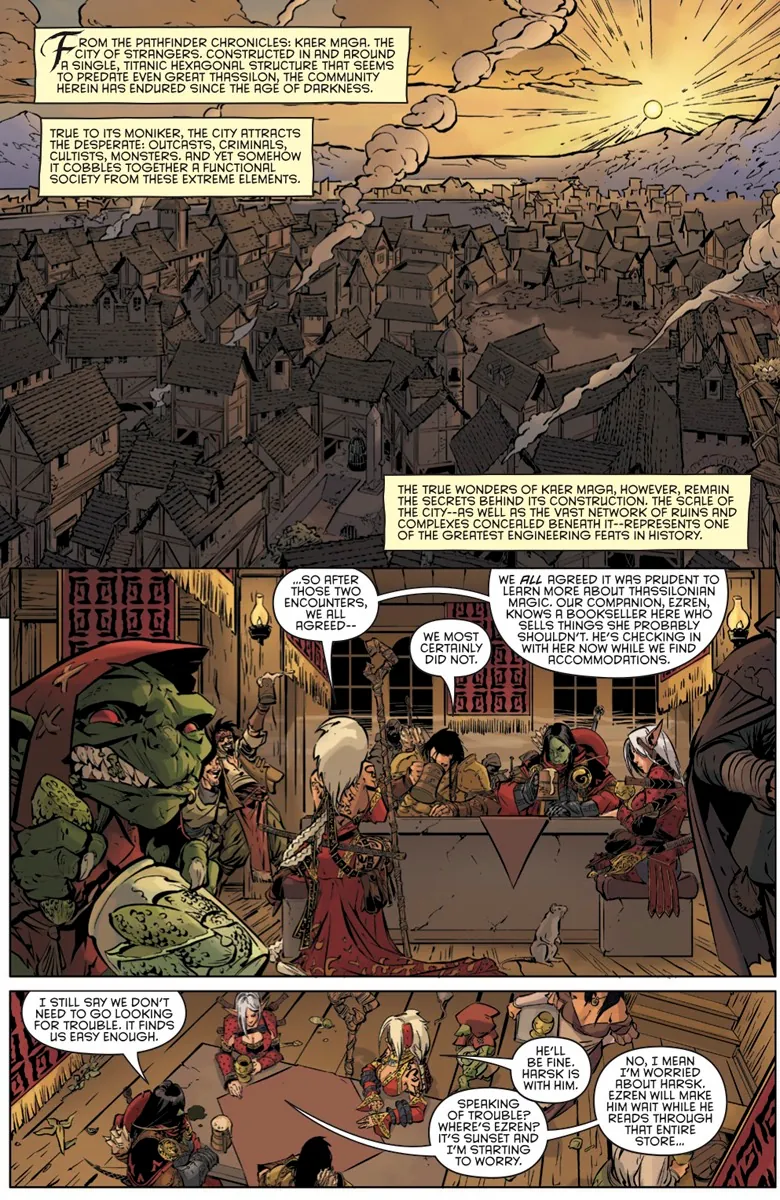 FROM THE PATHFINDER CHRONICLES: KAER MAGA. THE
CITY OF STRANGERS. CONSTRUCTED IN AND AROUND
A SINGLE, TITANIC HEXAGONAL STRUCTURE THAT SEEMS
TO PREDATE EVEN GREAT THASSILON, THE COMMUNITY
HEREIN HAS ENDURED SINCE THE AGE OF DARKNESS.
TRUE TO ITS MONIKER, THE CITY ATTRACTS
THE DESPERATE: OUTCASTS, CRIMINALS,
CULTISTS, MONSTERS. AND YET SOMEHOW
IT COBBLES TOGETHER A FUNCTIONAL
SOCIETY FROM THESE EXTREME ELEMENTS.
THE TRUE WONDERS OF KAER MAGA, HOWEVER, REMAIN
THE SECRETS BEHIND ITS CONSTRUCTION. THE SCALE OF
THE CITY--AS WELL AS THE VAST NETWORK OF RUINS AND
COMPLEXES CONCEALED BENEATH IT--REPRESENTS ONE
OF THE GREATEST ENGINEERING FEATS IN HISTORY.
...SO AFTER
THOSE TWO
ENCOUNTERS,
WE ALL
AGREED--
WE MOST
CERTAINLY
DID NOT.
WE ALL AGREED IT WAS PRUDENT TO
LEARN MORE ABOUT THASSILONIAN
MAGIC. OUR COMPANION, EZREN,
KNOWS A BOOKSELLER HERE WHO
SELLS THINGS SHE PROBABLY
SHOULDN'T. HE'S CHECKING IN
WITH HER NOW WHILE WE FIND
ACCOMMODATIONS.
I STILL SAY WE DON'T
NEED TO GO LOOKING
FOR TROUBLE. IT FINDS
US EASY ENOUGH.
SPEAKING
OF TROUBLE?
WHERE'S EZREN?
IT'S SUNSET AND
I'M STARTING
TO WORRY.
HE'LL
BE FINE.
HARSK IS
WITH HIM.
NO, I MEAN
I'M WORRIED
ABOUT HARSK.
EZREN WILL MAKE
HIM WAIT WHILE HE
READS THROUGH
THAT ENTIRE
STORE...